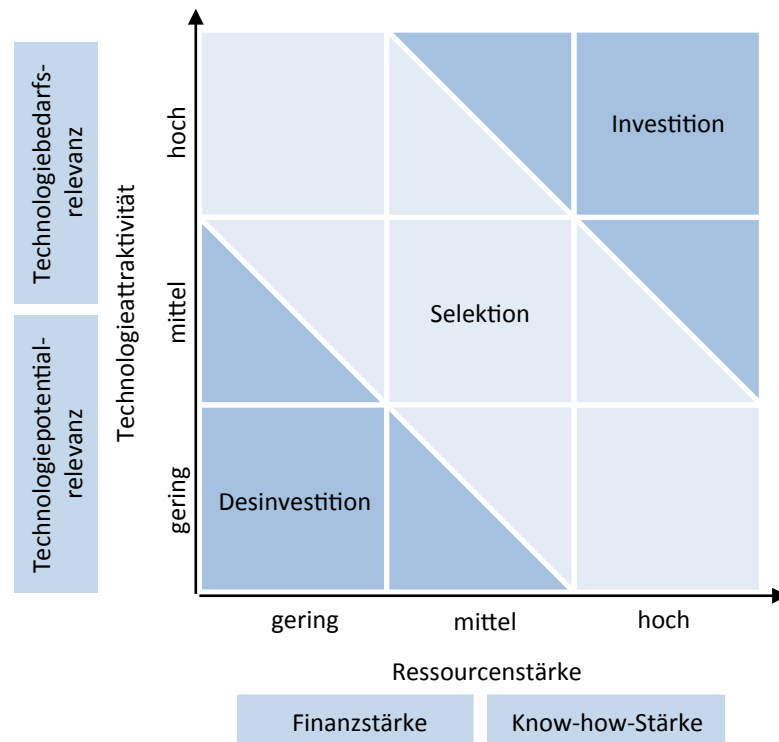 Technologiebedarfs-
relevanz
Technologiepotential-
relevanz
Technologieattraktivität
hoch
mittel
gering
Investition
Selektion
Desinvestition
gering
mittel
hoch
Ressourcenstärke
Finanzstärke
Know-how-Stärke